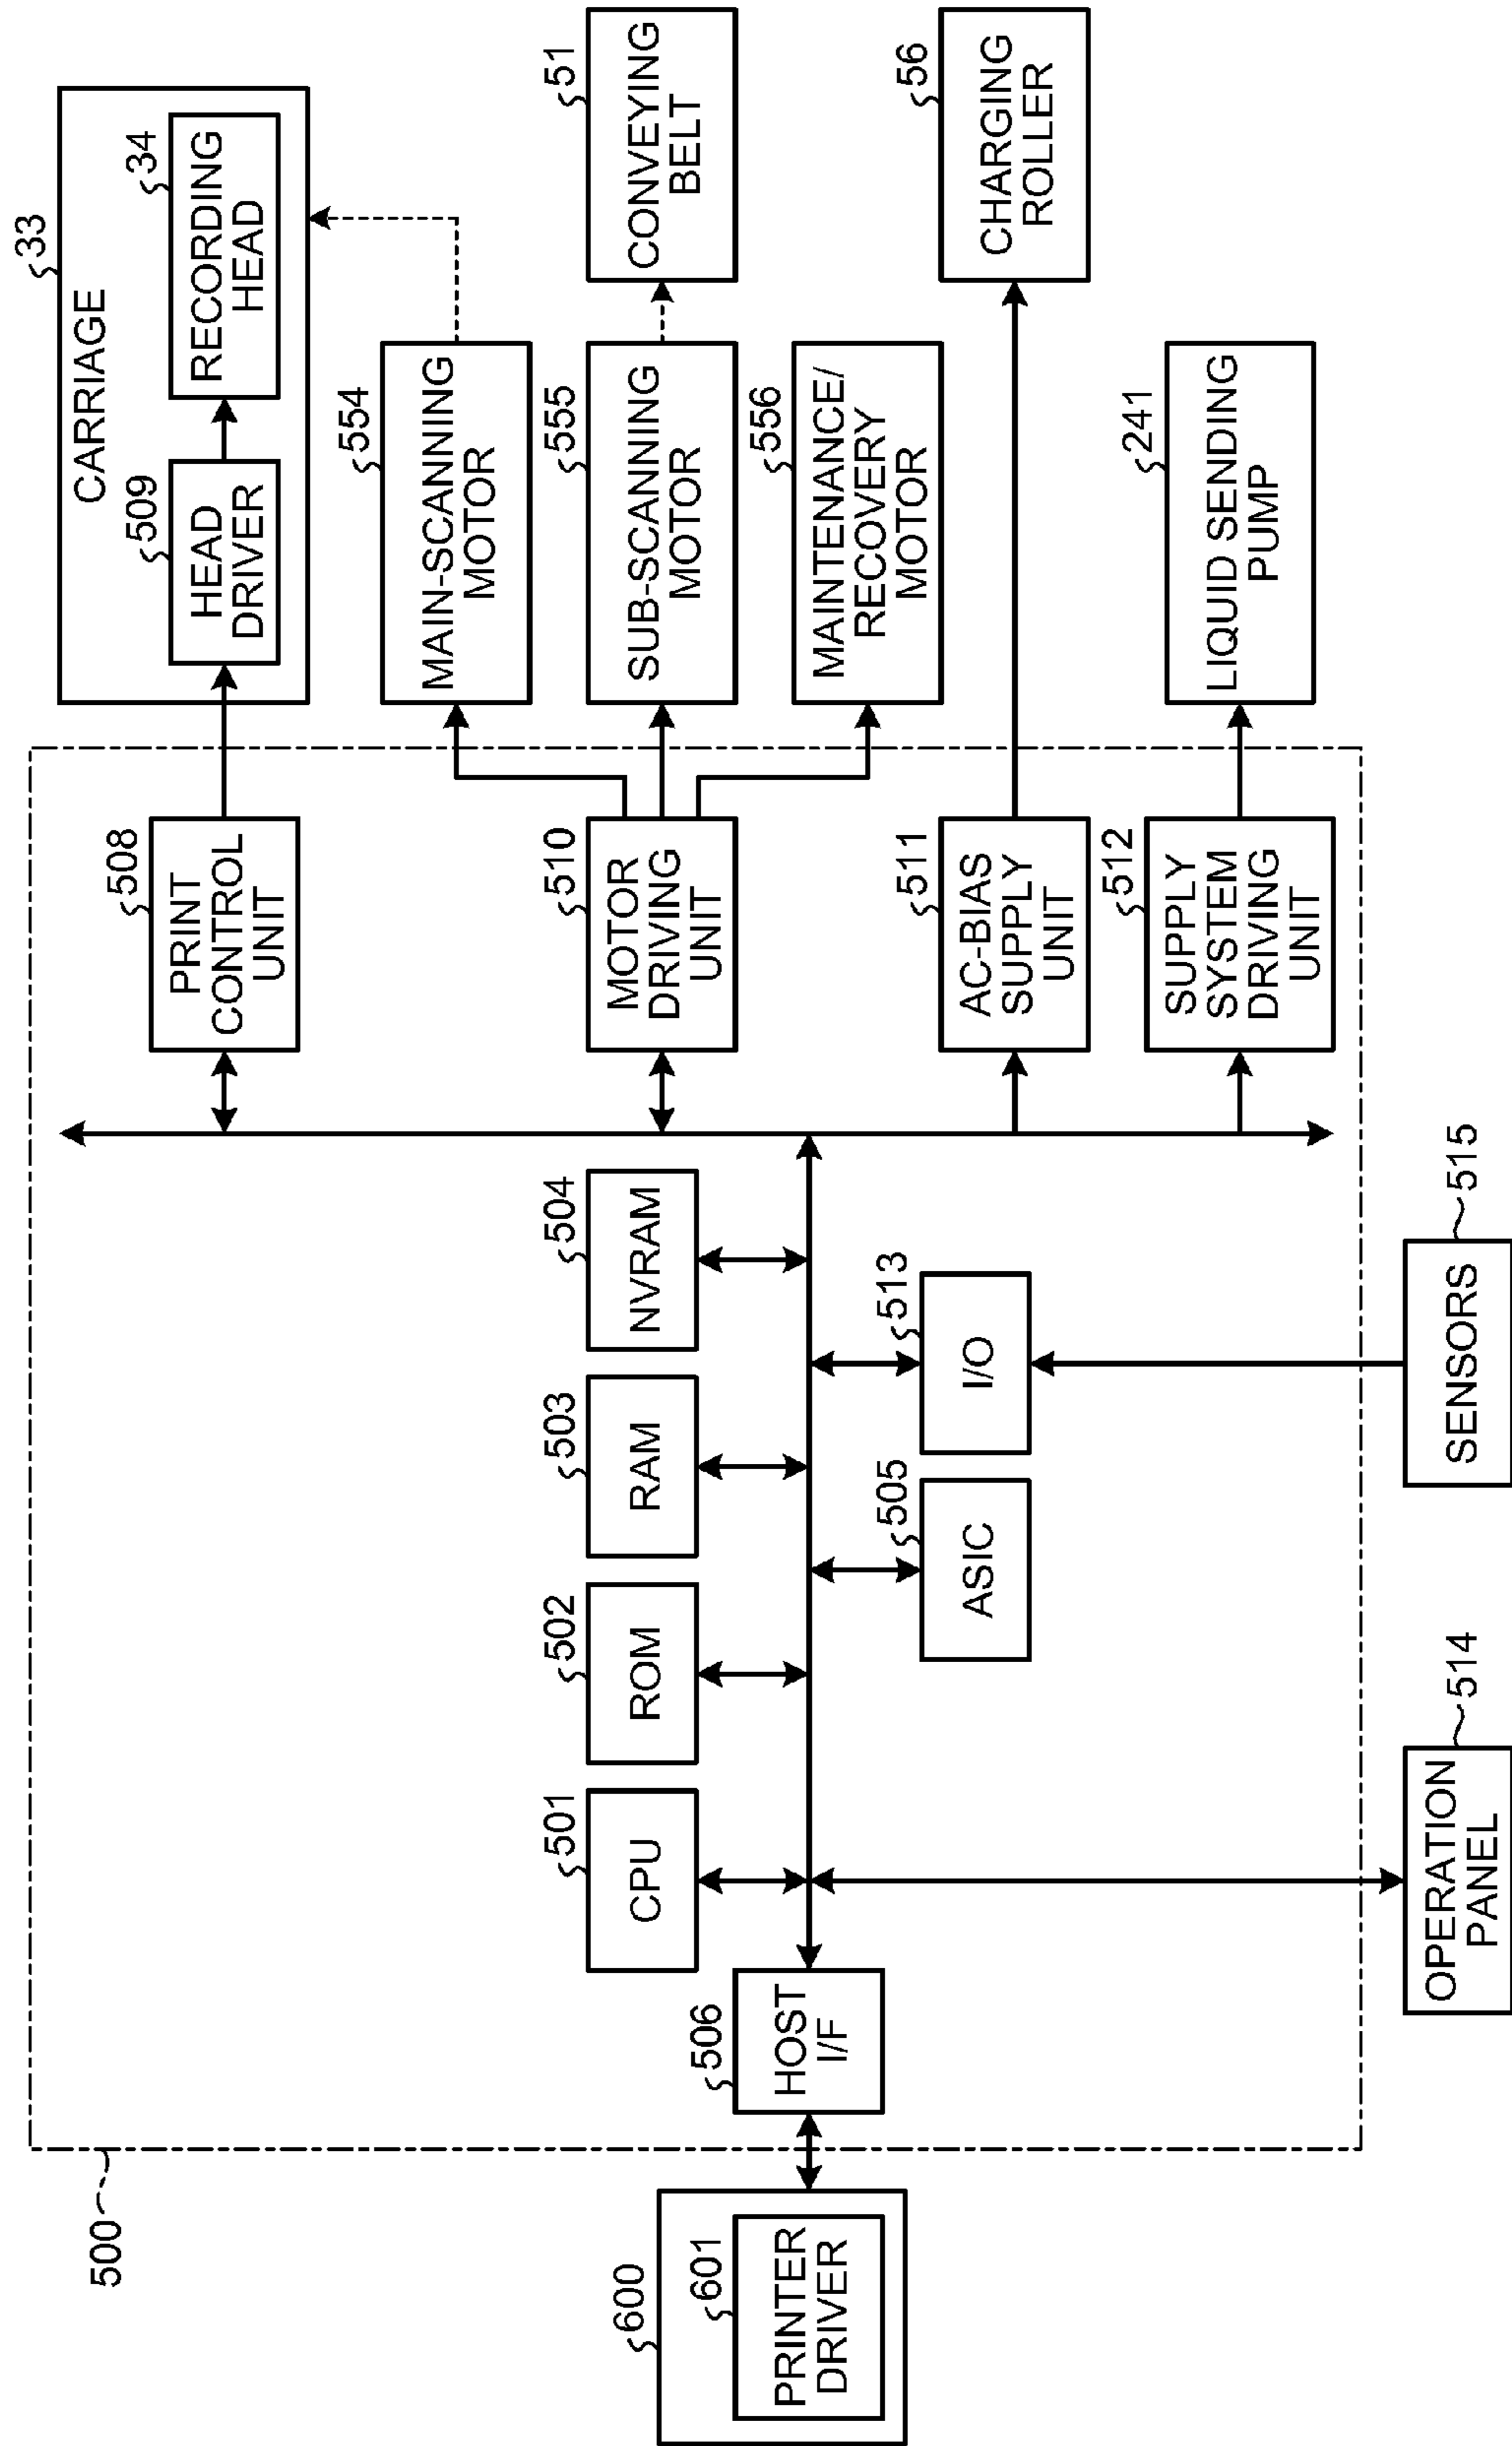 500
600
601
PRINTER
DRIVER
506
HOST
I/F
501
CPU
502
ROM
503
RAM
504
NVRAM
505
ASIC
513
I/O
514
OPERATION
PANEL
515
SENSORS
508
PRINT
CONTROL
UNIT
510
MOTOR
DRIVING
UNIT
511
AC-BIAS
SUPPLY
UNIT
512
SUPPLY
SYSTEM
DRIVING
UNIT
33
CARRIAGE
509
HEAD
DRIVER
34
RECORDING
HEAD
554
MAIN-SCANNING
MOTOR
555
SUB-SCANNING
MOTOR
51
CONVEYING
BELT
556
MAINTENANCE/
RECOVERY
MOTOR
56
CHARGING
ROLLER
241
LIQUID SENDING
PUMP